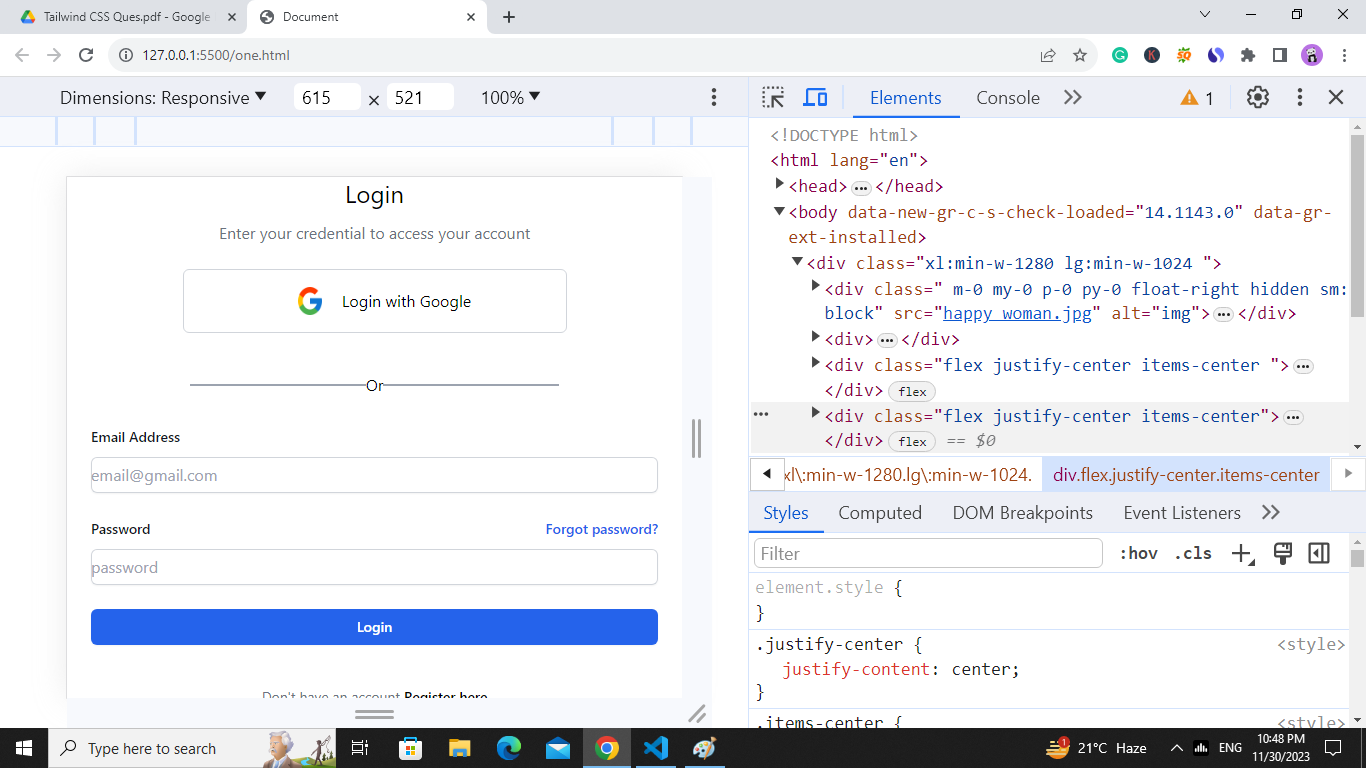 Tailwind CSS Ques.pdf - Google
Document
127.0.0.1:5500/one.html
Dimensions: Responsive ▼ 615 × 521 100% ▼
Login
Enter your credential to access your account
Login with Google
Or
Email Address
email@gmail.com
Password Forgot password?
password
Login
Don't have an account Register here
Elements Console 1
<!DOCTYPE html>
<html lang="en">
<head> ••• </head>
<body data-new-gr-c-s-check-loaded="14.1143.0" data-gr-
ext-installed>
<div class="xl:min-w-1280 lg:min-w-1024 ">
<div class=" m-0 my-0 p-0 py-0 float-right hidden sm:
block" src="happy woman.jpg" alt="img"> ••• </div>
<div> ••• </div>
<div class="flex justify-center items-center "> •••
</div> flex
••• <div class="flex justify-center items-center"> •••
</div> flex == $0
xl\:min-w-1280.lg\:min-w-1024. div.flex.justify-center.items-center
Styles Computed DOM Breakpoints Event Listeners
Filter :hov .cls
element.style {
}
.justify-center { <style>
justify-content: center;
}
.items-center { <style>
Type here to search
1 21°C Haze ENG
10:48 PM
11/30/2023